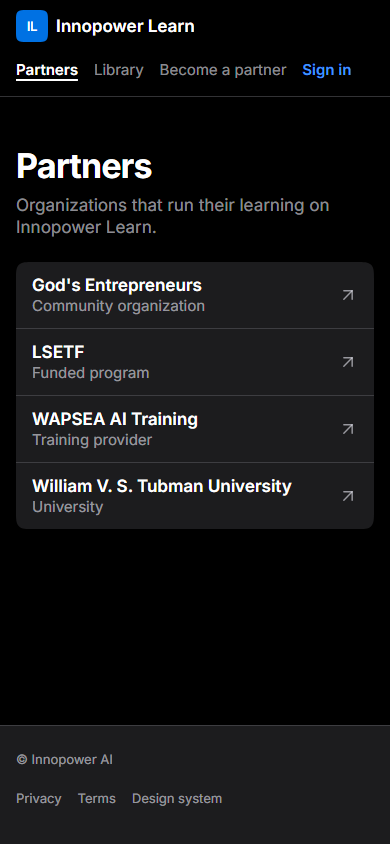 IL Innopower Learn
Partners Library Become a partner Sign in
Partners
Organizations that run their learning on
Innopower Learn.
God's Entrepreneurs
Community organization
LSETF
Funded program
WAPSEA AI Training
Training provider
William V. S. Tubman University
University
© Innopower AI
Privacy Terms Design system